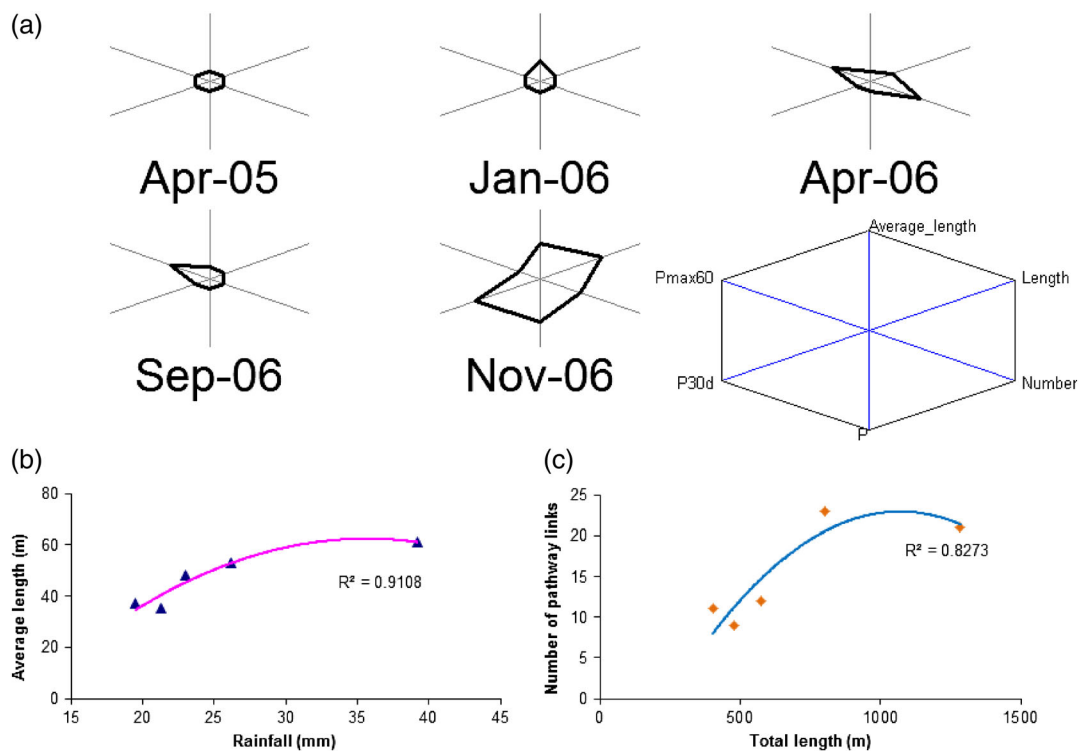 (a)
Apr-05
Jan-06
Apr-06
Sep-06
Nov-06
Average_length
Pmax60
Length
P30d
Number
P
(b)
80
60
40
20
0
Average length (m)
R² = 0.9108
15 20 25 30 35 40 45
Rainfall (mm)
(c)
25
20
15
10
5
0
Number of pathway links
R² = 0.8273
0 500 1000 1500
Total length (m)